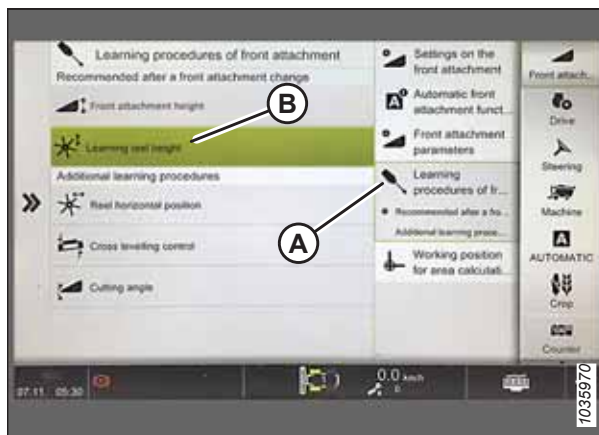 Learning procedures of front attachment
Recommended after a front attachment change
Front attachment height
Learning reel height
Additional learning procedures
Reel horizontal position
Cross levelling control
Cutting angle
B
A
Settings on the
front attachment
Automatic front
attachment funct...
Front attachment
parameters
Learning
procedures of fr...
Recommended after a fro...
Additional learning proce...
Working position
for area calculati...
Front attach...
Drive
Steering
Machine
A
AUTOMATIC
Crop
Counter
07.11. 05:30
0.0 km/h
0
1035970